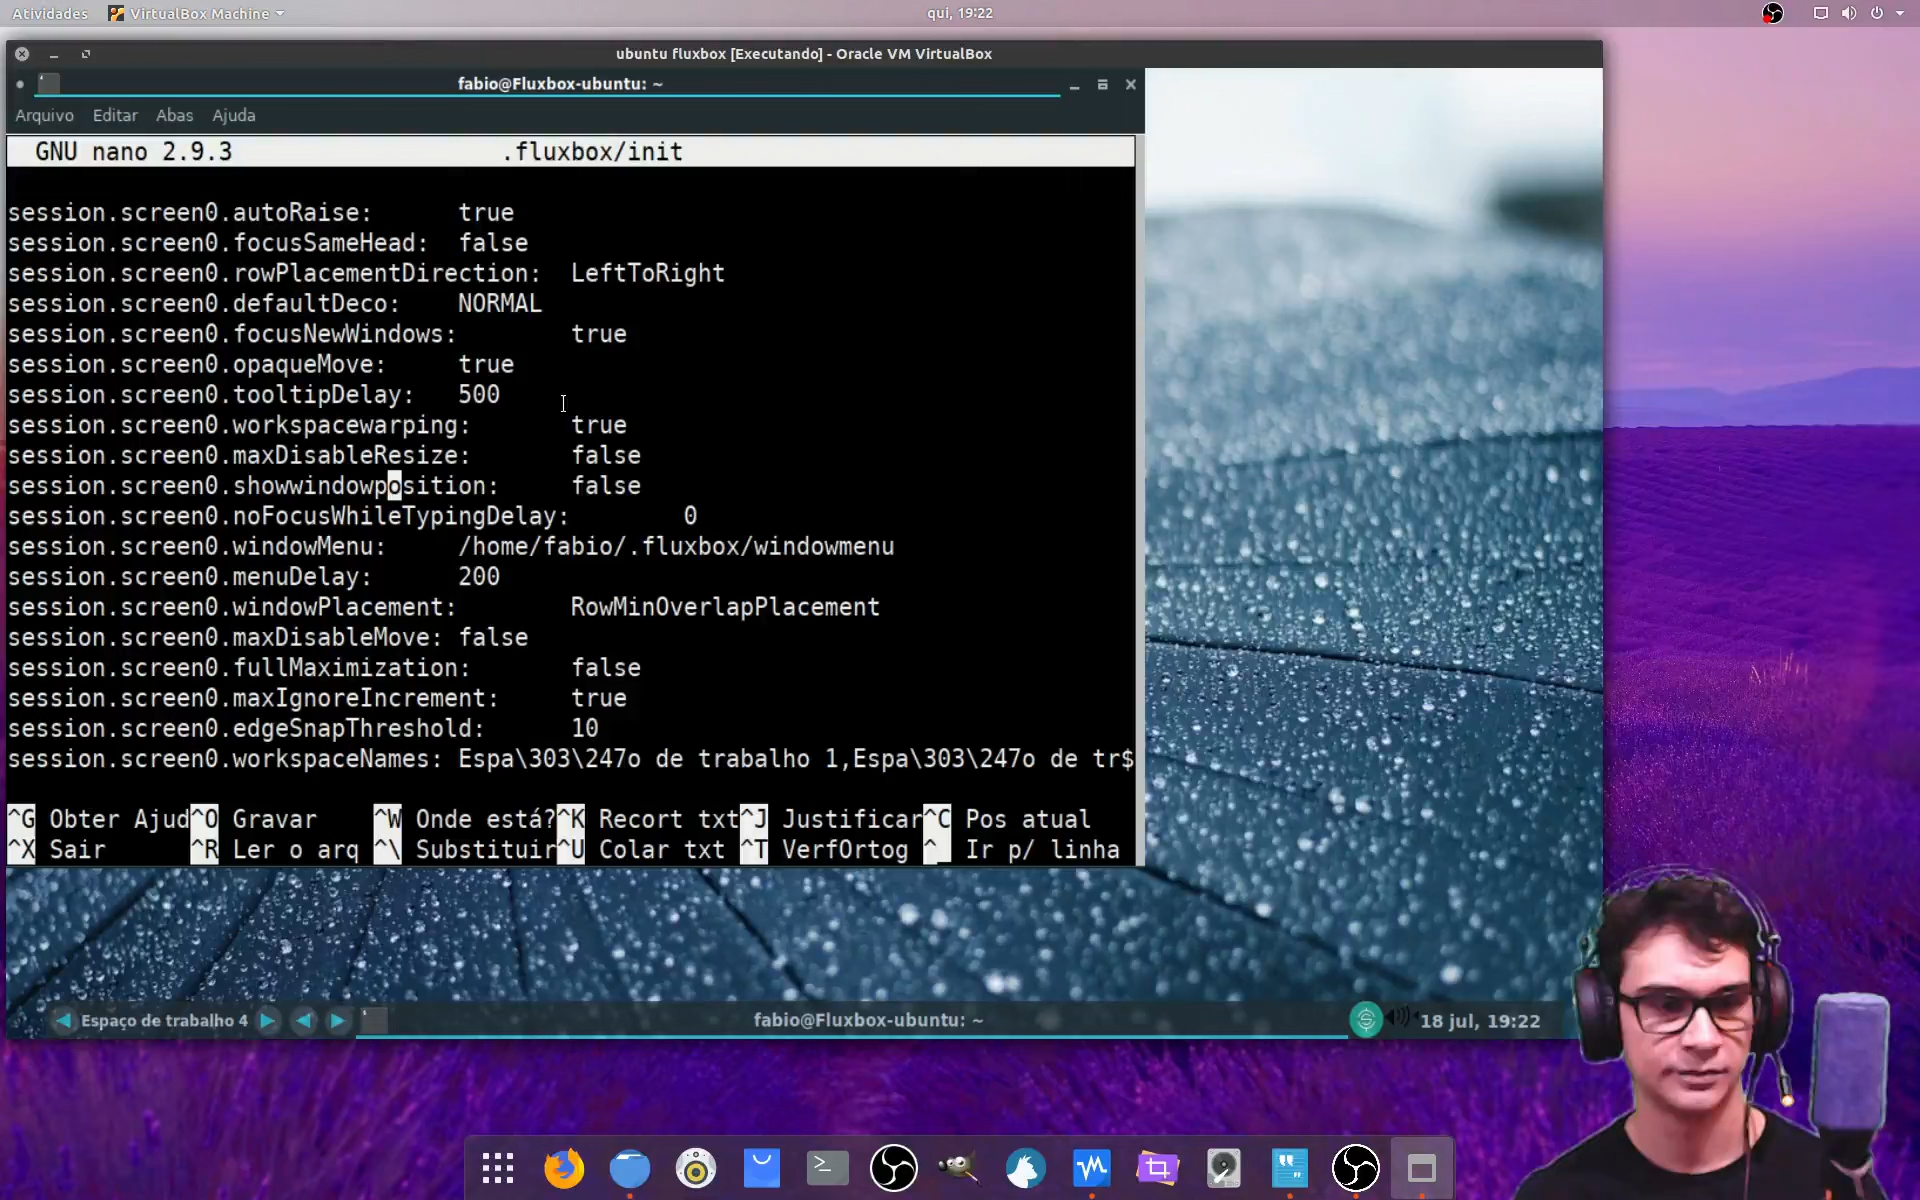 Atividades VirtualBox Machine qui, 19:22
ubuntu fluxbox [Executando] - Oracle VM VirtualBox
fabio@Fluxbox-ubuntu: ~
Arquivo Editar Abas Ajuda
GNU nano 2.9.3 .fluxbox/init
session.screen0.autoRaise: true
session.screen0.focusSameHead: false
session.screen0.rowPlacementDirection: LeftToRight
session.screen0.defaultDeco: NORMAL
session.screen0.focusNewWindows: true
session.screen0.opaqueMove: true
session.screen0.tooltipDelay: 500
session.screen0.workspacewarping: true
session.screen0.maxDisableResize: false
session.screen0.showwindowposition: false
session.screen0.noFocusWhileTypingDelay: 0
session.screen0.windowMenu: /home/fabio/.fluxbox/windowmenu
session.screen0.menuDelay: 200
session.screen0.windowPlacement: RowMinOverlapPlacement
session.screen0.maxDisableMove: false
session.screen0.fullMaximization: false
session.screen0.maxIgnoreIncrement: true
session.screen0.edgeSnapThreshold: 10
session.screen0.workspaceNames: Espa\303\247o de trabalho 1,Espa\303\247o de tr$
^G Obter Ajud^O Gravar ^W Onde está?^K Recort txt^J Justificar^C Pos atual
^X Sair ^R Ler o arq ^\ Substituir^U Colar txt ^T VerfOrtog ^_ Ir p/ linha
Espaço de trabalho 4 fabio@Fluxbox-ubuntu: ~ 18 jul, 19:22